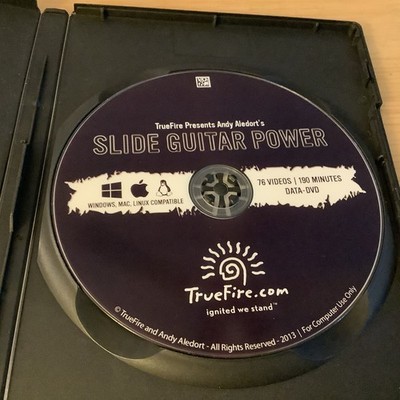 TrueFire Presents Andy Aledort's
SLIDE GUITAR POWER
WINDOWS, MAC, LINUX COMPATIBLE
76 VIDEOS | 190 MINUTES
DATA-DVD
TrueFire.com
ignited we stand™
© TrueFire and Andy Aledort - All Rights Reserved - 2013 | For Computer Use Only